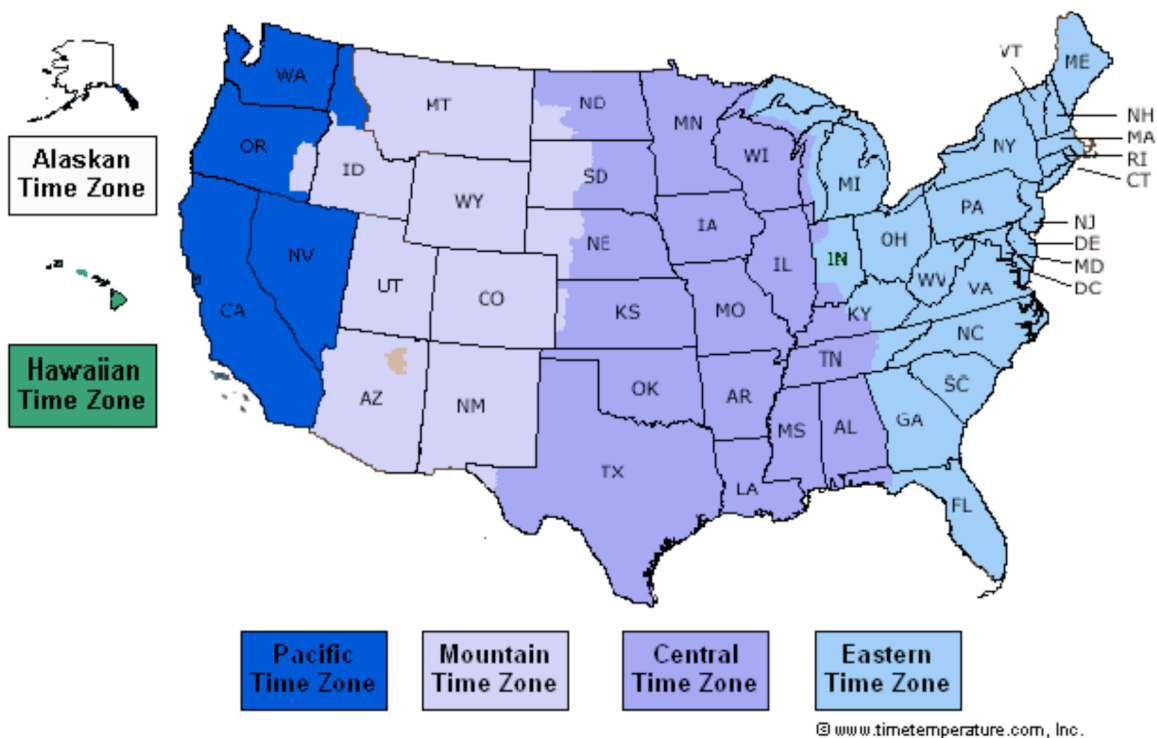 VT
ME
WA
MT
ND
MN
NH
MA
OR
ID
WI
NY
RI
CT
SD
MI
WY
PA
IA
NJ
NE
OH
DE
NV
IN
MD
IL
WV
VA
DC
UT
CO
CA
KS
MO
KY
NC
TN
OK
AR
SC
AZ
NM
MS
AL
GA
TX
LA
FL
Alaskan
Time Zone
Hawaiian
Time Zone
Pacific
Time Zone
Mountain
Time Zone
Central
Time Zone
Eastern
Time Zone
© www.timetemperature.com, Inc.